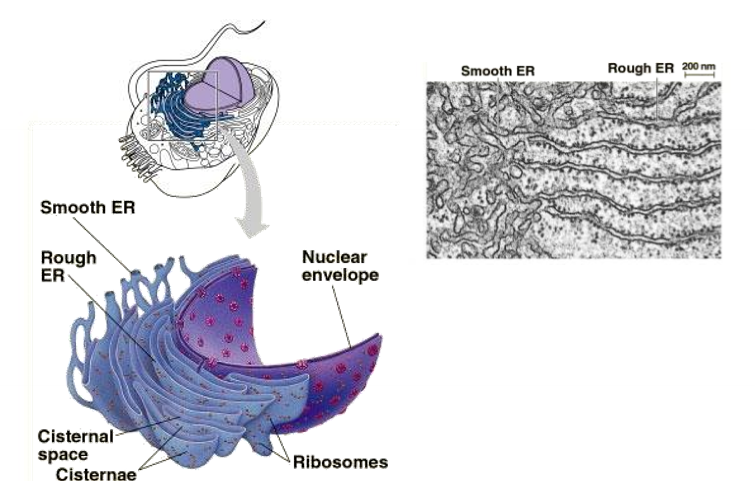 Smooth ER
Rough ER
200 nm
Smooth ER
Rough
ER
Nuclear
envelope
Cisternal
space
Cisternae
Ribosomes